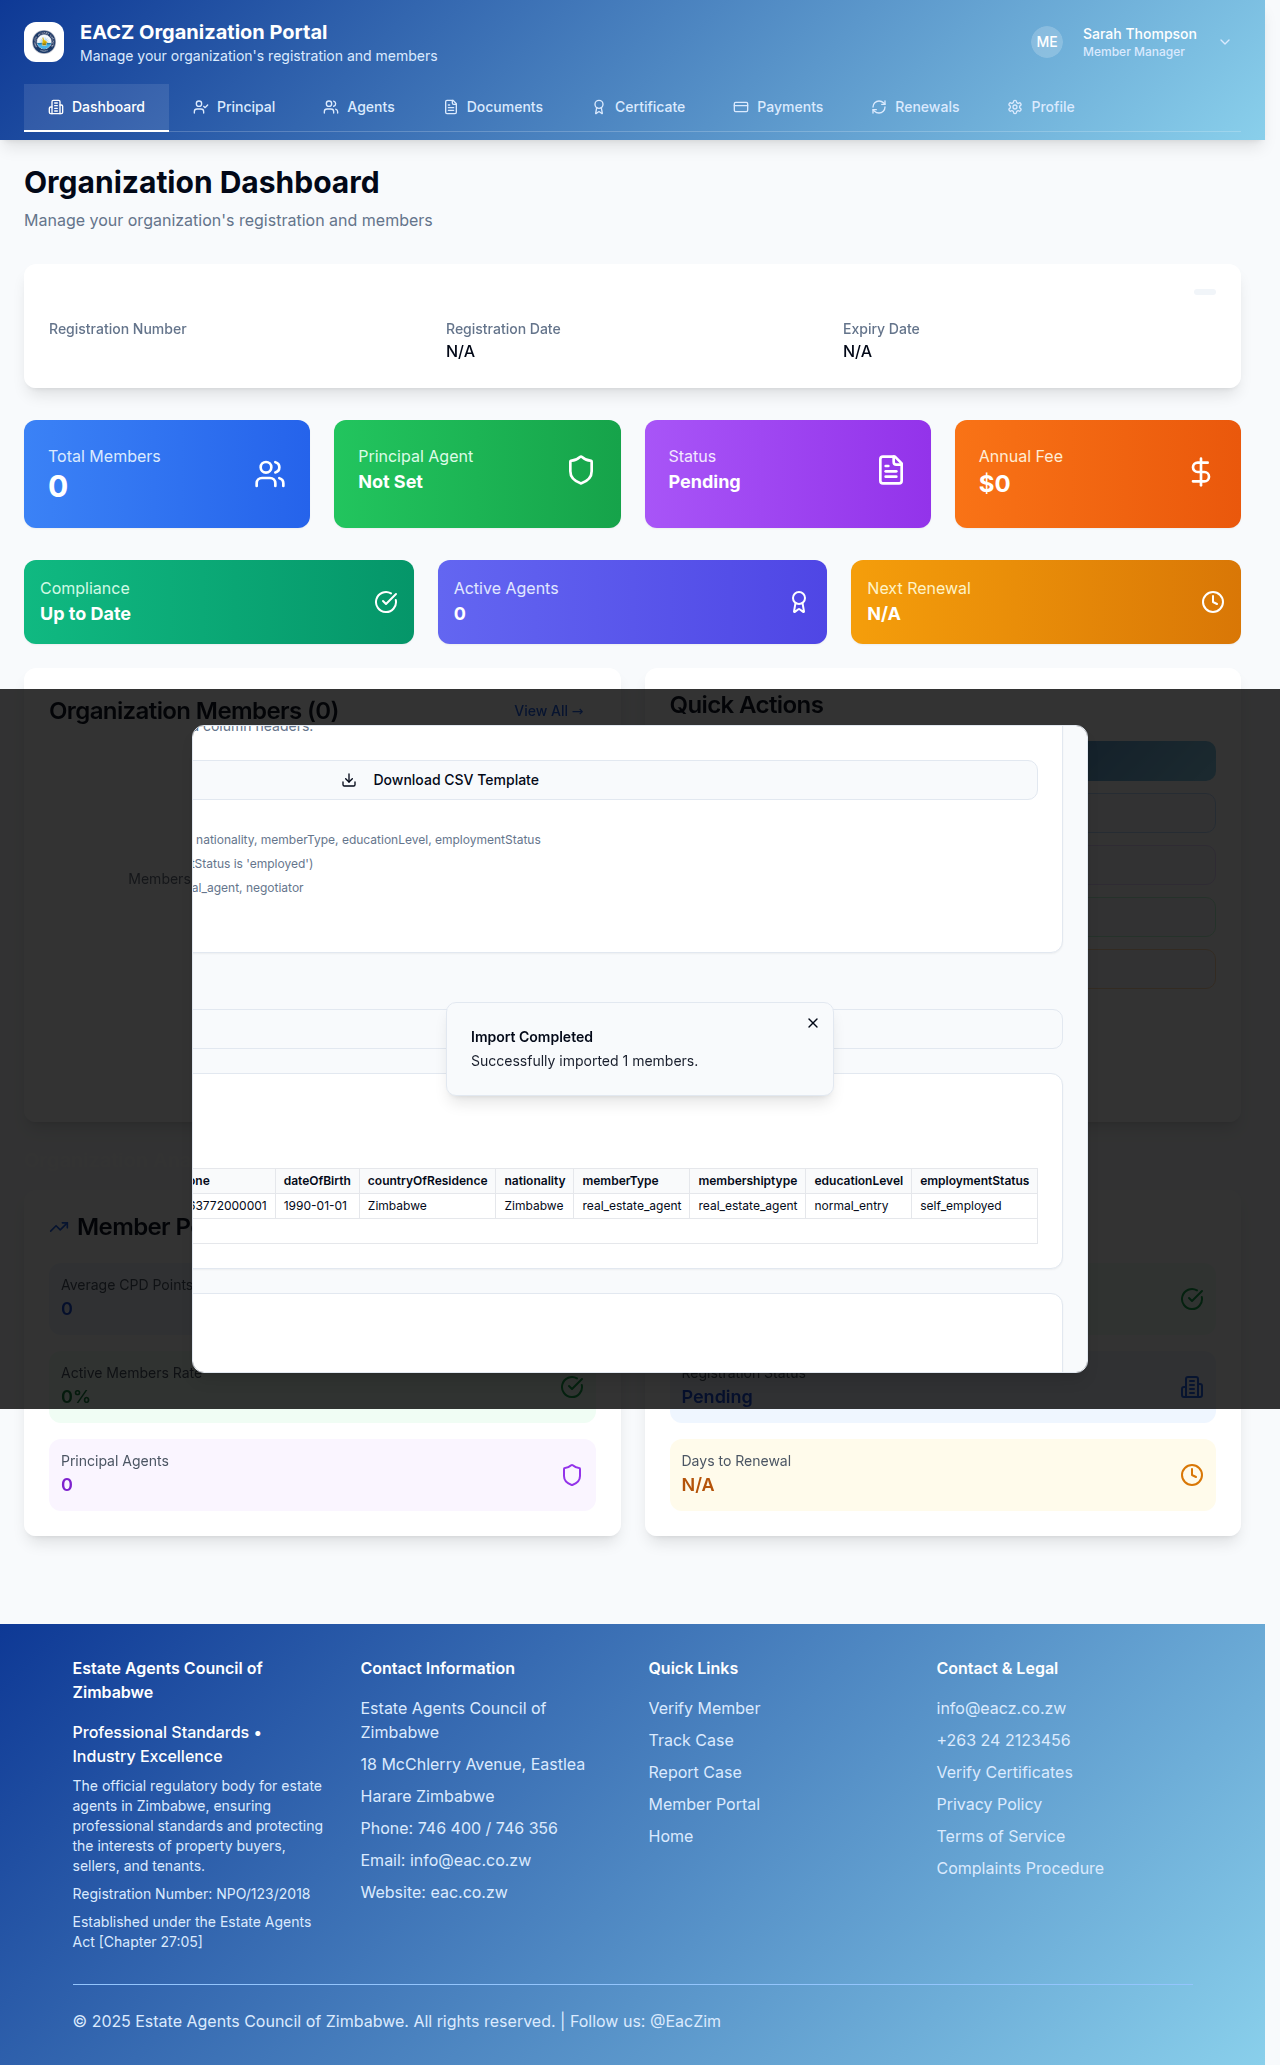 EACZ Organization Portal
Manage your organization's registration and members
ME
Sarah Thompson
Member Manager
Dashboard
Principal
Agents
Documents
Certificate
Payments
Renewals
Profile
Organization Dashboard
Manage your organization's registration and members
Registration Number
Registration Date
N/A
Expiry Date
N/A
Total Members
0
Principal Agent
Not Set
Status
Pending
Annual Fee
$0
Compliance
Up to Date
Active Agents
0
Next Renewal
N/A
Organization Members (0)
View All →
Quick Actions
column headers.
Download CSV Template
nationality, memberType, educationLevel, employmentStatus
Status is 'employed')
Members
al_agent, negotiator
Import Completed
Successfully imported 1 members.
one dateOfBirth countryOfResidence nationality memberType membershiptype educationLevel employmentStatus
63772000001 1990-01-01 Zimbabwe Zimbabwe real_estate_agent real_estate_agent normal_entry self_employed
Member P
Average CPD Points
0
Active Members Rate
0%
Registration Status
Pending
Principal Agents
0
Days to Renewal
N/A
Estate Agents Council of
Zimbabwe
Professional Standards •
Industry Excellence
The official regulatory body for estate
agents in Zimbabwe, ensuring
professional standards and protecting
the interests of property buyers,
sellers, and tenants.
Registration Number: NPO/123/2018
Established under the Estate Agents
Act [Chapter 27:05]
Contact Information
Estate Agents Council of
Zimbabwe
18 McChlerry Avenue, Eastlea
Harare Zimbabwe
Phone: 746 400 / 746 356
Email: info@eac.co.zw
Website: eac.co.zw
Quick Links
Verify Member
Track Case
Report Case
Member Portal
Home
Contact & Legal
info@eacz.co.zw
+263 24 2123456
Verify Certificates
Privacy Policy
Terms of Service
Complaints Procedure
© 2025 Estate Agents Council of Zimbabwe. All rights reserved. | Follow us: @EacZim